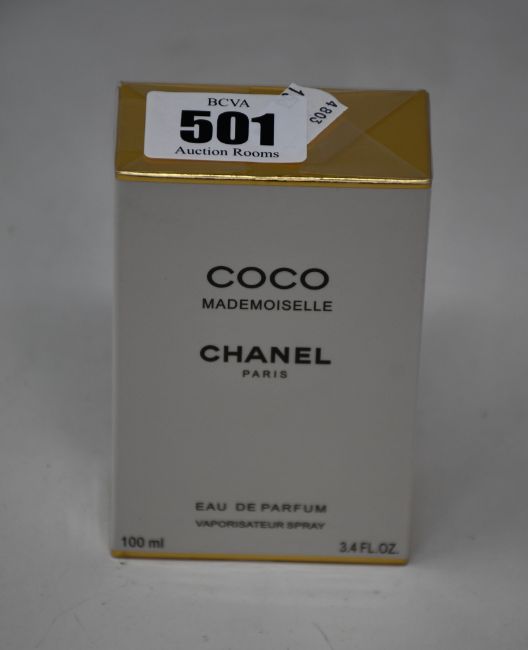 BCVA
501
Auction Rooms
4803
COCO
MADEMOISELLE
CHANEL
PARIS
EAU DE PARFUM
VAPORISATEUR SPRAY
100 ml
3.4 FL.OZ.